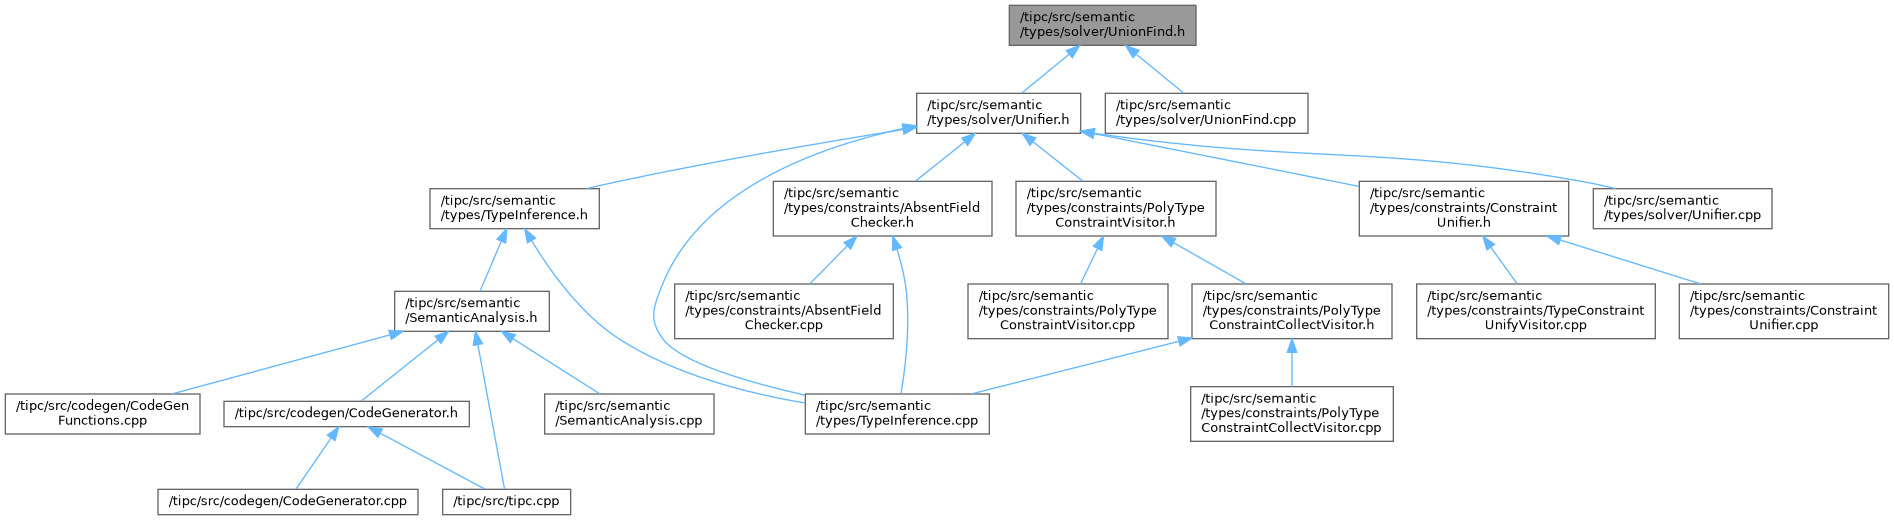 /tipc/src/semantic
/types/solver/UnionFind.h
/tipc/src/semantic
/types/solver/Unifier.h
/tipc/src/semantic
/types/solver/UnionFind.cpp
/tipc/src/semantic
/types/TypeInference.h
/tipc/src/semantic
/types/constraints/AbsentField
Checker.h
/tipc/src/semantic
/types/constraints/PolyType
ConstraintVisitor.h
/tipc/src/semantic
/types/constraints/Constraint
Unifier.h
/tipc/src/semantic
/types/solver/Unifier.cpp
/tipc/src/semantic
/SemanticAnalysis.h
/tipc/src/semantic
/types/constraints/AbsentField
Checker.cpp
/tipc/src/semantic
/types/constraints/PolyType
ConstraintVisitor.cpp
/tipc/src/semantic
/types/constraints/PolyType
ConstraintCollectVisitor.h
/tipc/src/semantic
/types/constraints/TypeConstraint
UnifyVisitor.cpp
/tipc/src/semantic
/types/constraints/Constraint
Unifier.cpp
/tipc/src/codegen/CodeGen
Functions.cpp
/tipc/src/codegen/CodeGenerator.h
/tipc/src/semantic
/SemanticAnalysis.cpp
/tipc/src/semantic
/types/TypeInference.cpp
/tipc/src/semantic
/types/constraints/PolyType
ConstraintCollectVisitor.cpp
/tipc/src/codegen/CodeGenerator.cpp
/tipc/src/tipc.cpp